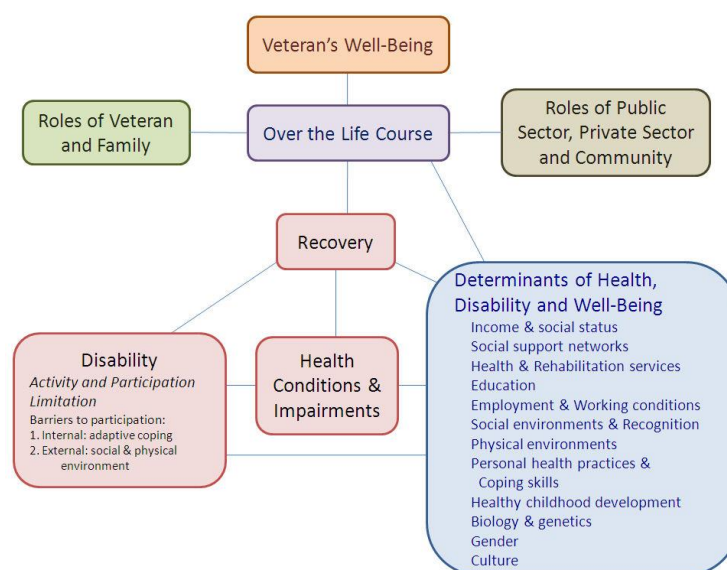 Veteran's Well-Being
Roles of Veteran
and Family
Over the Life Course
Roles of Public
Sector, Private Sector
and Community
Recovery
Determinants of Health,
Disability and Well-Being
Income & social status
Social support networks
Health & Rehabilitation services
Education
Employment & Working conditions
Social environments & Recognition
Physical environments
Personal health practices &
Coping skills
Healthy childhood development
Biology & genetics
Gender
Culture
Disability
Activity and Participation
Limitation
Barriers to participation:
1. Internal: adaptive coping
2. External: social & physical
environment
Health
Conditions &
Impairments